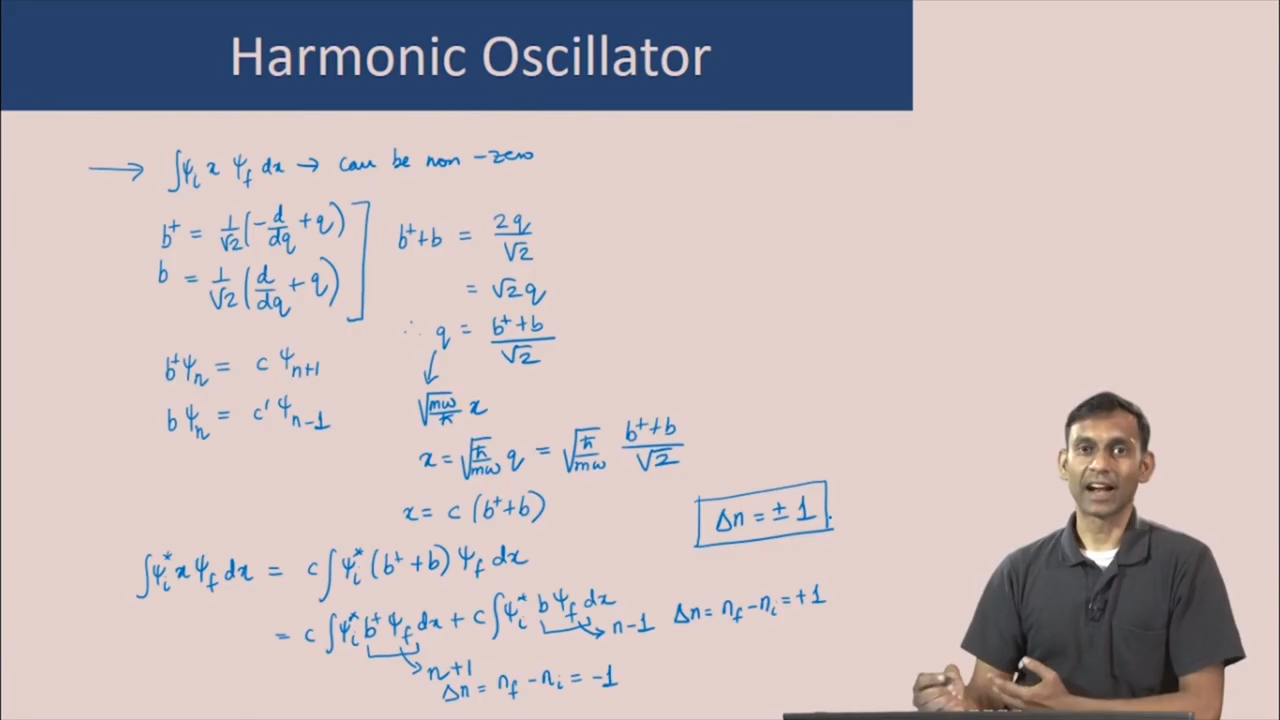 Harmonic Oscillator
→ ∫ψᵢ x ψ_f dx → can be non-zero
b⁺ = 1/√2 (-d/dq + q)
b = 1/√2 (d/dq + q)
b⁺+b = 2q/√2
= √2q
∴ q = (b⁺+b)/√2
b⁺ψₙ = c ψₙ₊₁
bψₙ = c' ψₙ₋₁
√(mω/ħ) x
x = √(ħ/mω) q = √(ħ/mω) (b⁺+b)/√2
x = c (b⁺+b)
Δn = ± 1.
∫ψᵢ* x ψ_f dx = c ∫ψᵢ* (b⁺ + b) ψ_f dx
= c ∫ψᵢ* b⁺ ψ_f dx + c ∫ψᵢ* b ψ_f dx
n-1 Δn = n_f - nᵢ = +1
n+1
Δn = n_f - nᵢ = -1